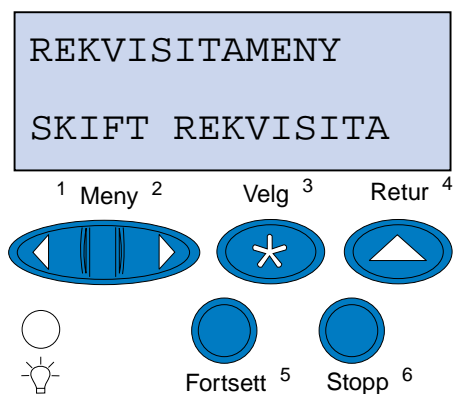 REKVISITAMENY
SKIFT REKVISITA
1 Meny 2 Velg 3 Retur 4
Fortsett 5 Stopp 6